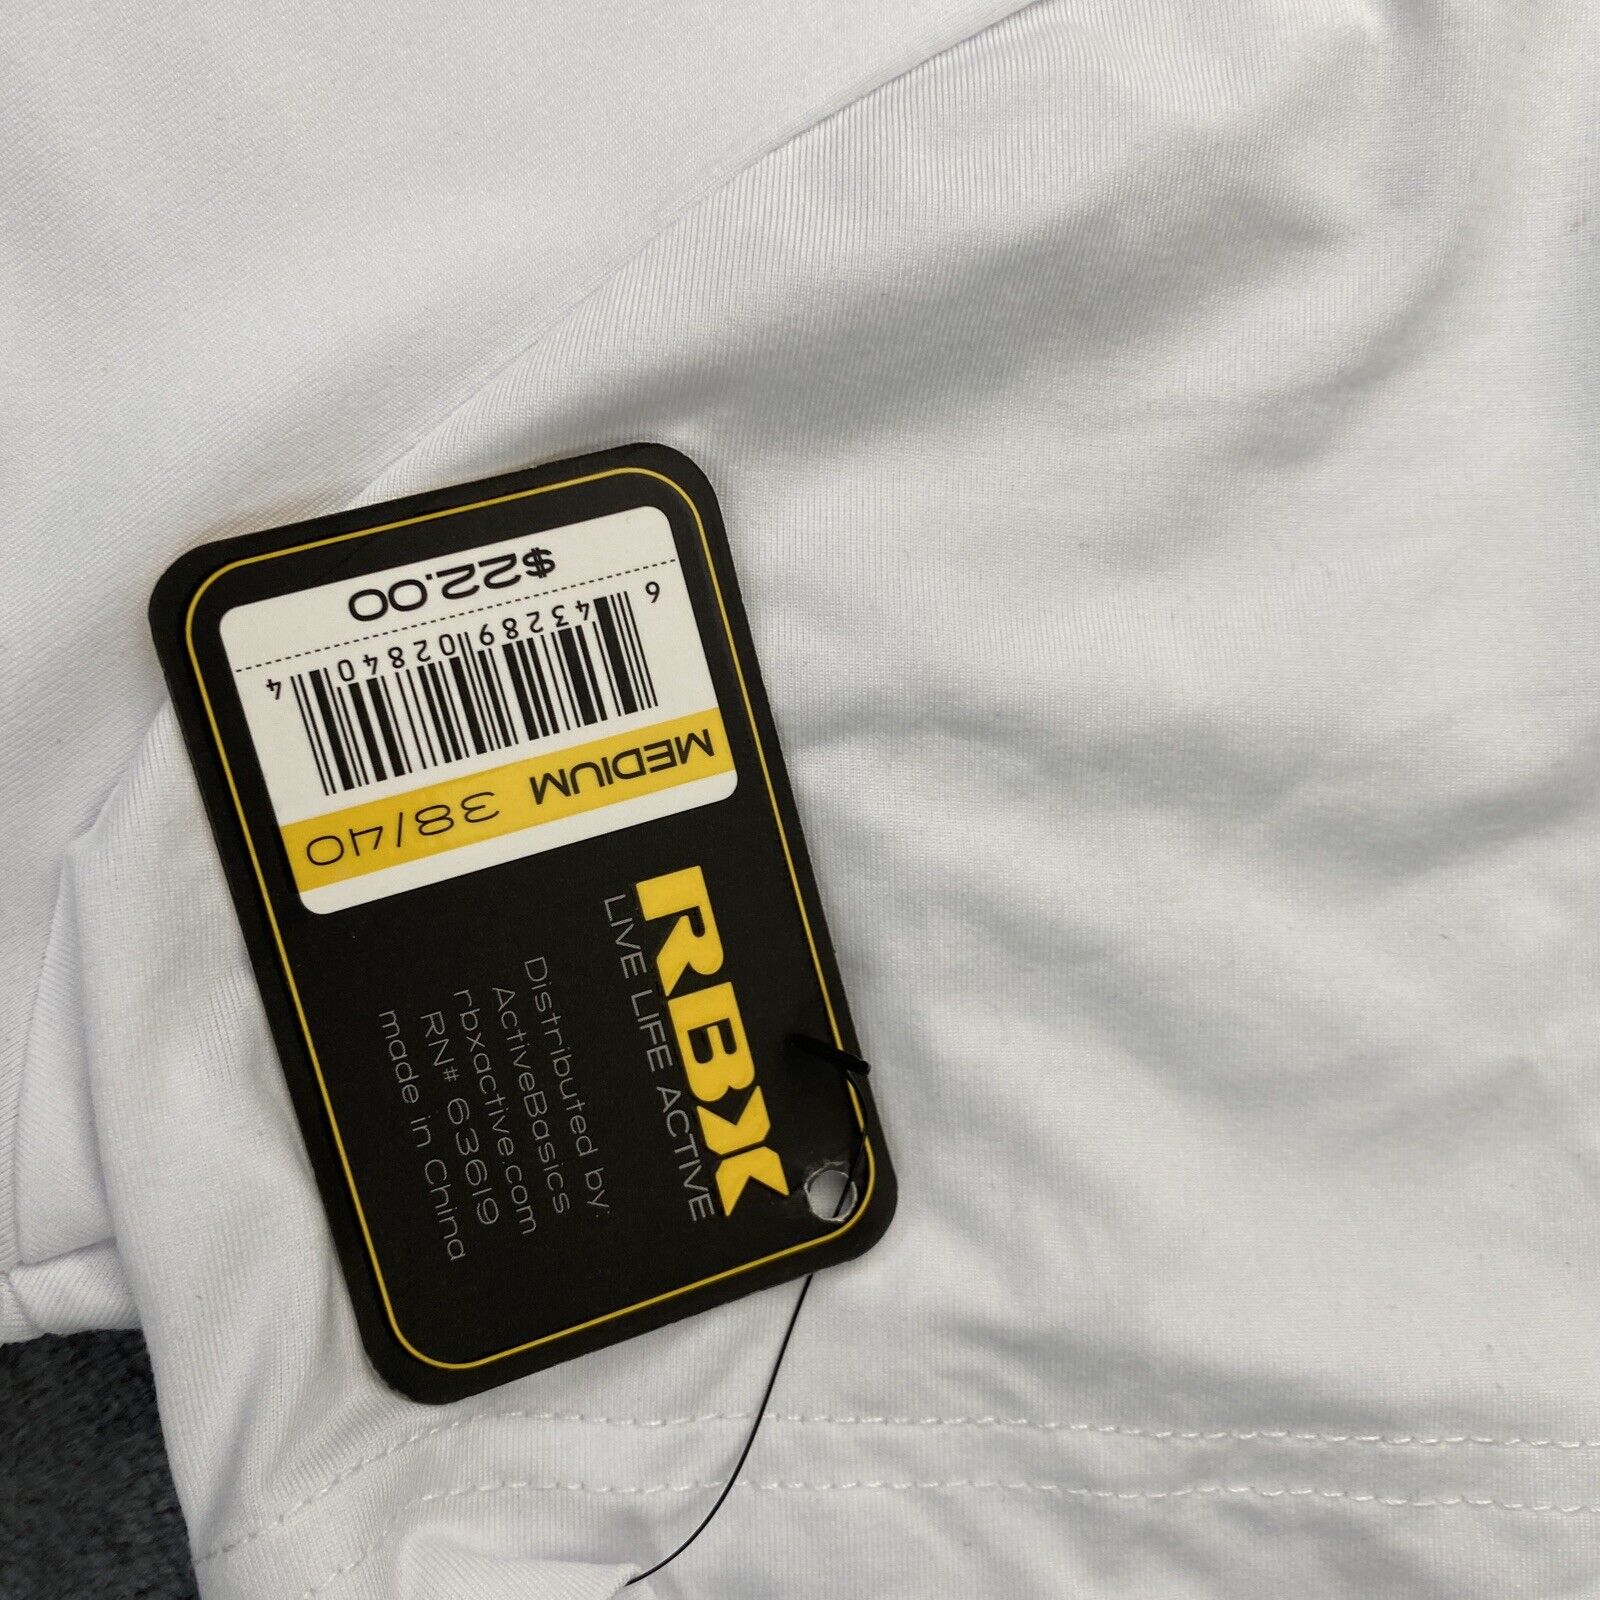 RBX
LIVE LIFE ACTIVE
Distributed by:
ActiveBasics
rbxactive.com
RN# 63619
made in China
MEDIUM 38/40
6 43289 02840 4
$22.00